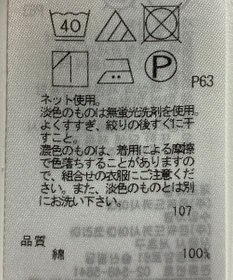 40
P
P63
ネット使用。
淡色のものは無蛍光洗剤を使用。
よくすすぎ、絞りの後すぐに干
すこと。
濃色のものは、着用による摩擦
で色落ちすることがありますの
で、組合せの衣服にご注意くだ
さい。また、淡色のものとは別
にお洗い下さい。
107
品質
綿 100%